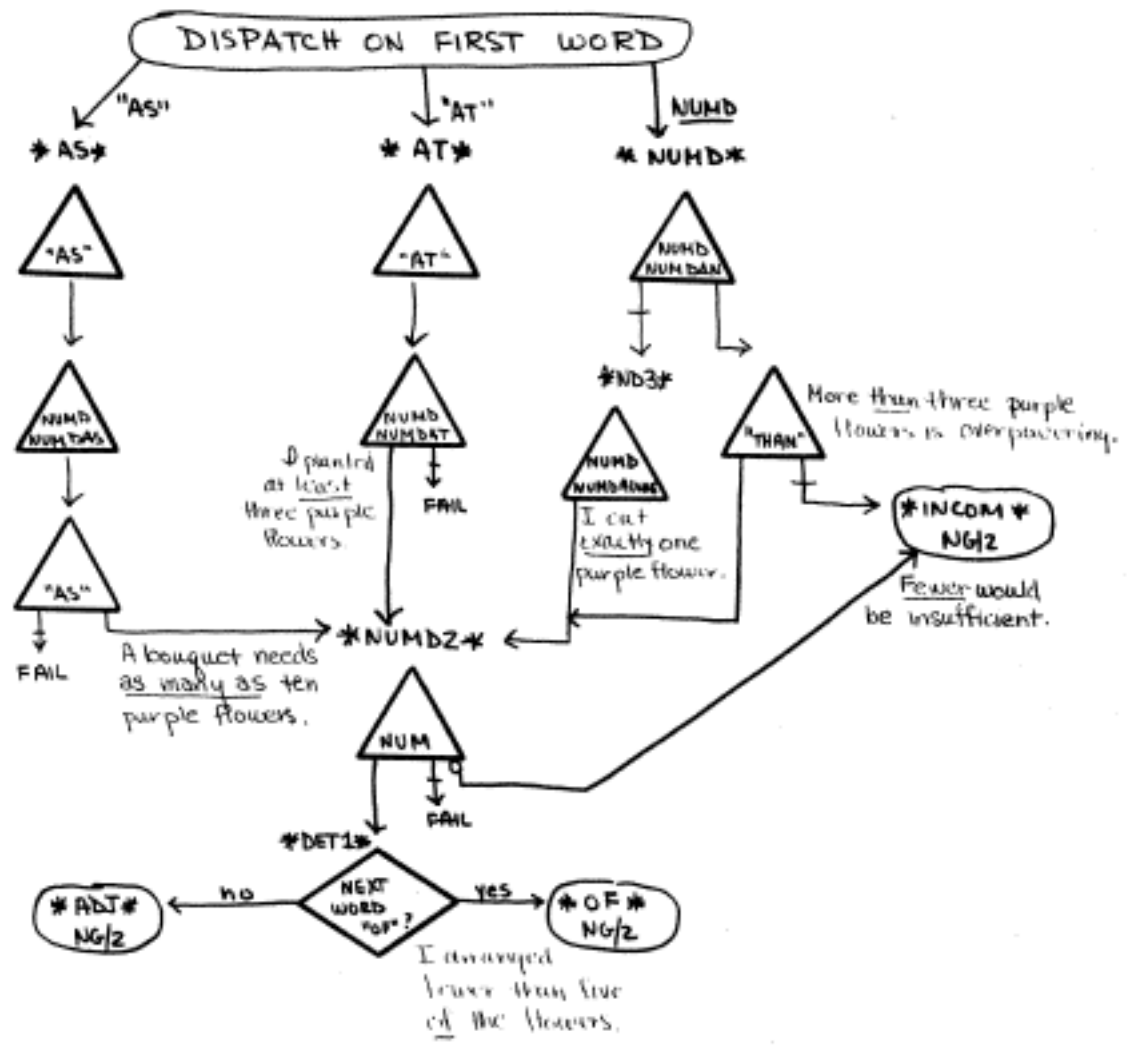 DISPATCH ON FIRST WORD
"AS"
"AT"
NUMD
*AS*
*AT*
*NUMD*
"AS"
"AT"
NUMD
NUMDAN
*ND3*
NUMD
NUMDAS
NUMD
NUMDAT
"THAN"
More than three purple
flowers is overpowering.
I planted
at least
three purple
flowers.
FAIL
NUMD
NUMDALONE
I cut
exactly one
purple flower.
*INCOM*
NG/2
Fewer would
be insufficient.
"AS"
FAIL
*NUMD2*
A bouquet needs
as many as ten
purple flowers.
NUM
FAIL
*DET1*
NEXT
WORD
"OF"?
no
yes
*ADJ*
NG/2
*OF*
NG/2
I arranged
fewer than five
of the flowers.